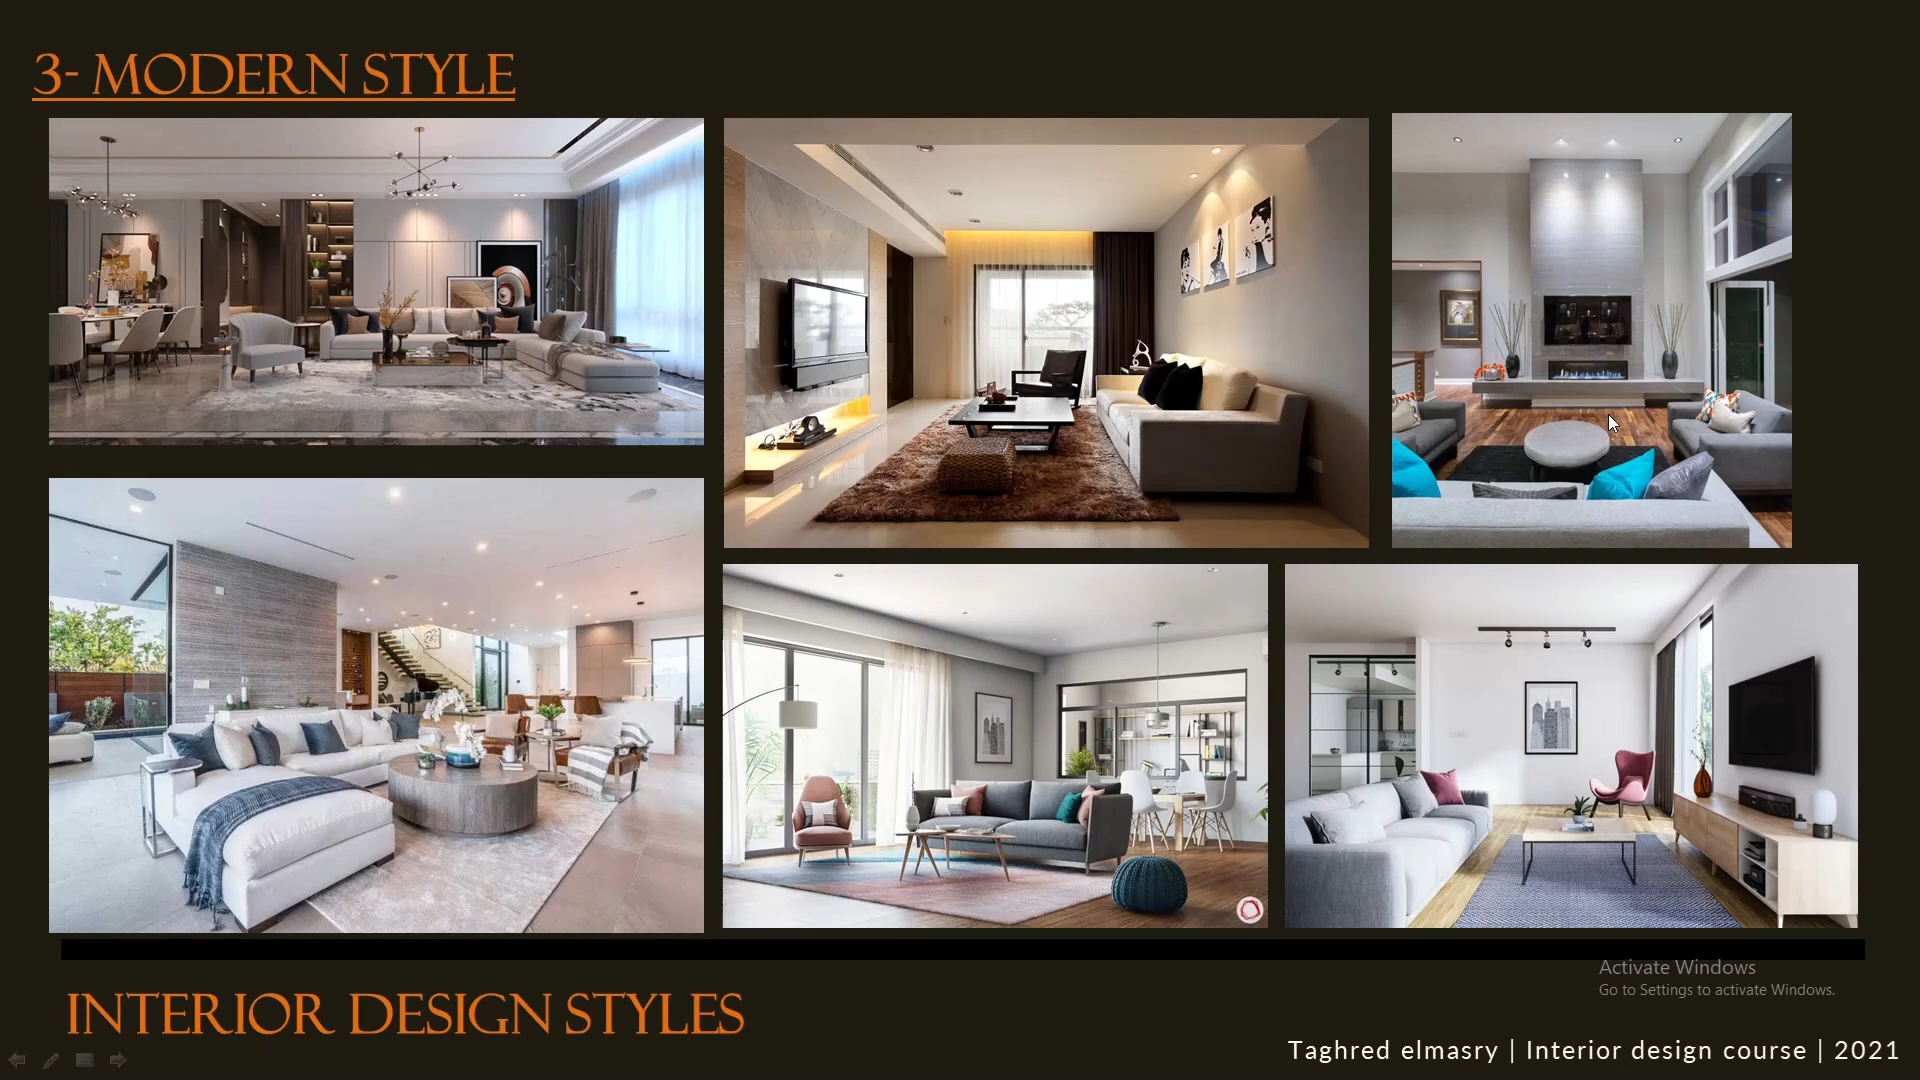 3- MODERN STYLE
INTERIOR DESIGN STYLES
Activate Windows
Go to Settings to activate Windows.
Taghred elmasry | Interior design course | 2021